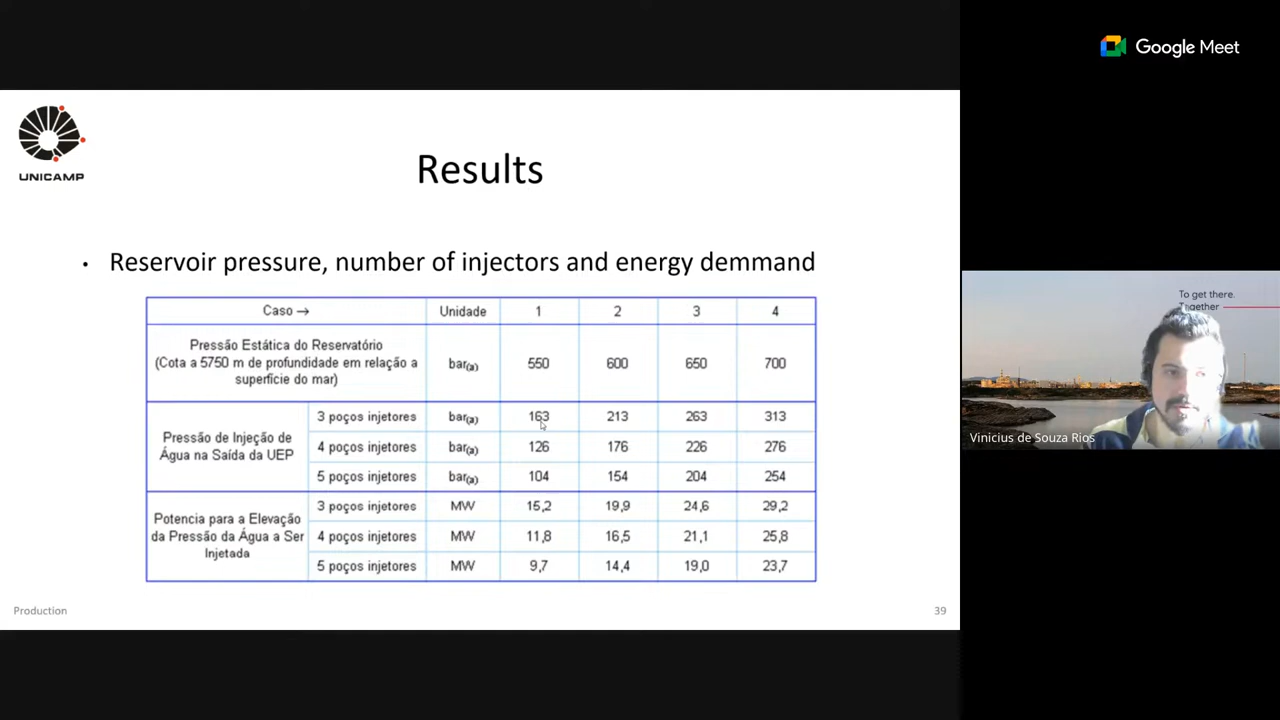 Google Meet
UNICAMP
Results
• Reservoir pressure, number of injectors and energy demmand
Caso → Unidade 1 2 3 4
Pressão Estática do Reservatório
(Cota a 5750 m de profundidade em relação a
superfície do mar)
bar(a) 550 600 650 700
Pressão de Injeção de
Água na Saída da UEP
3 poços injetores bar(a) 163 213 263 313
4 poços injetores bar(a) 126 176 226 276
5 poços injetores bar(a) 104 154 204 254
Potencia para a Elevação
da Pressão da Água a Ser
Injetada
3 poços injetores MW 15,2 19,9 24,6 29,2
4 poços injetores MW 11,8 16,5 21,1 25,8
5 poços injetores MW 9,7 14,4 19,0 23,7
Production
39
To get there.
Together
Vinicius de Souza Rios